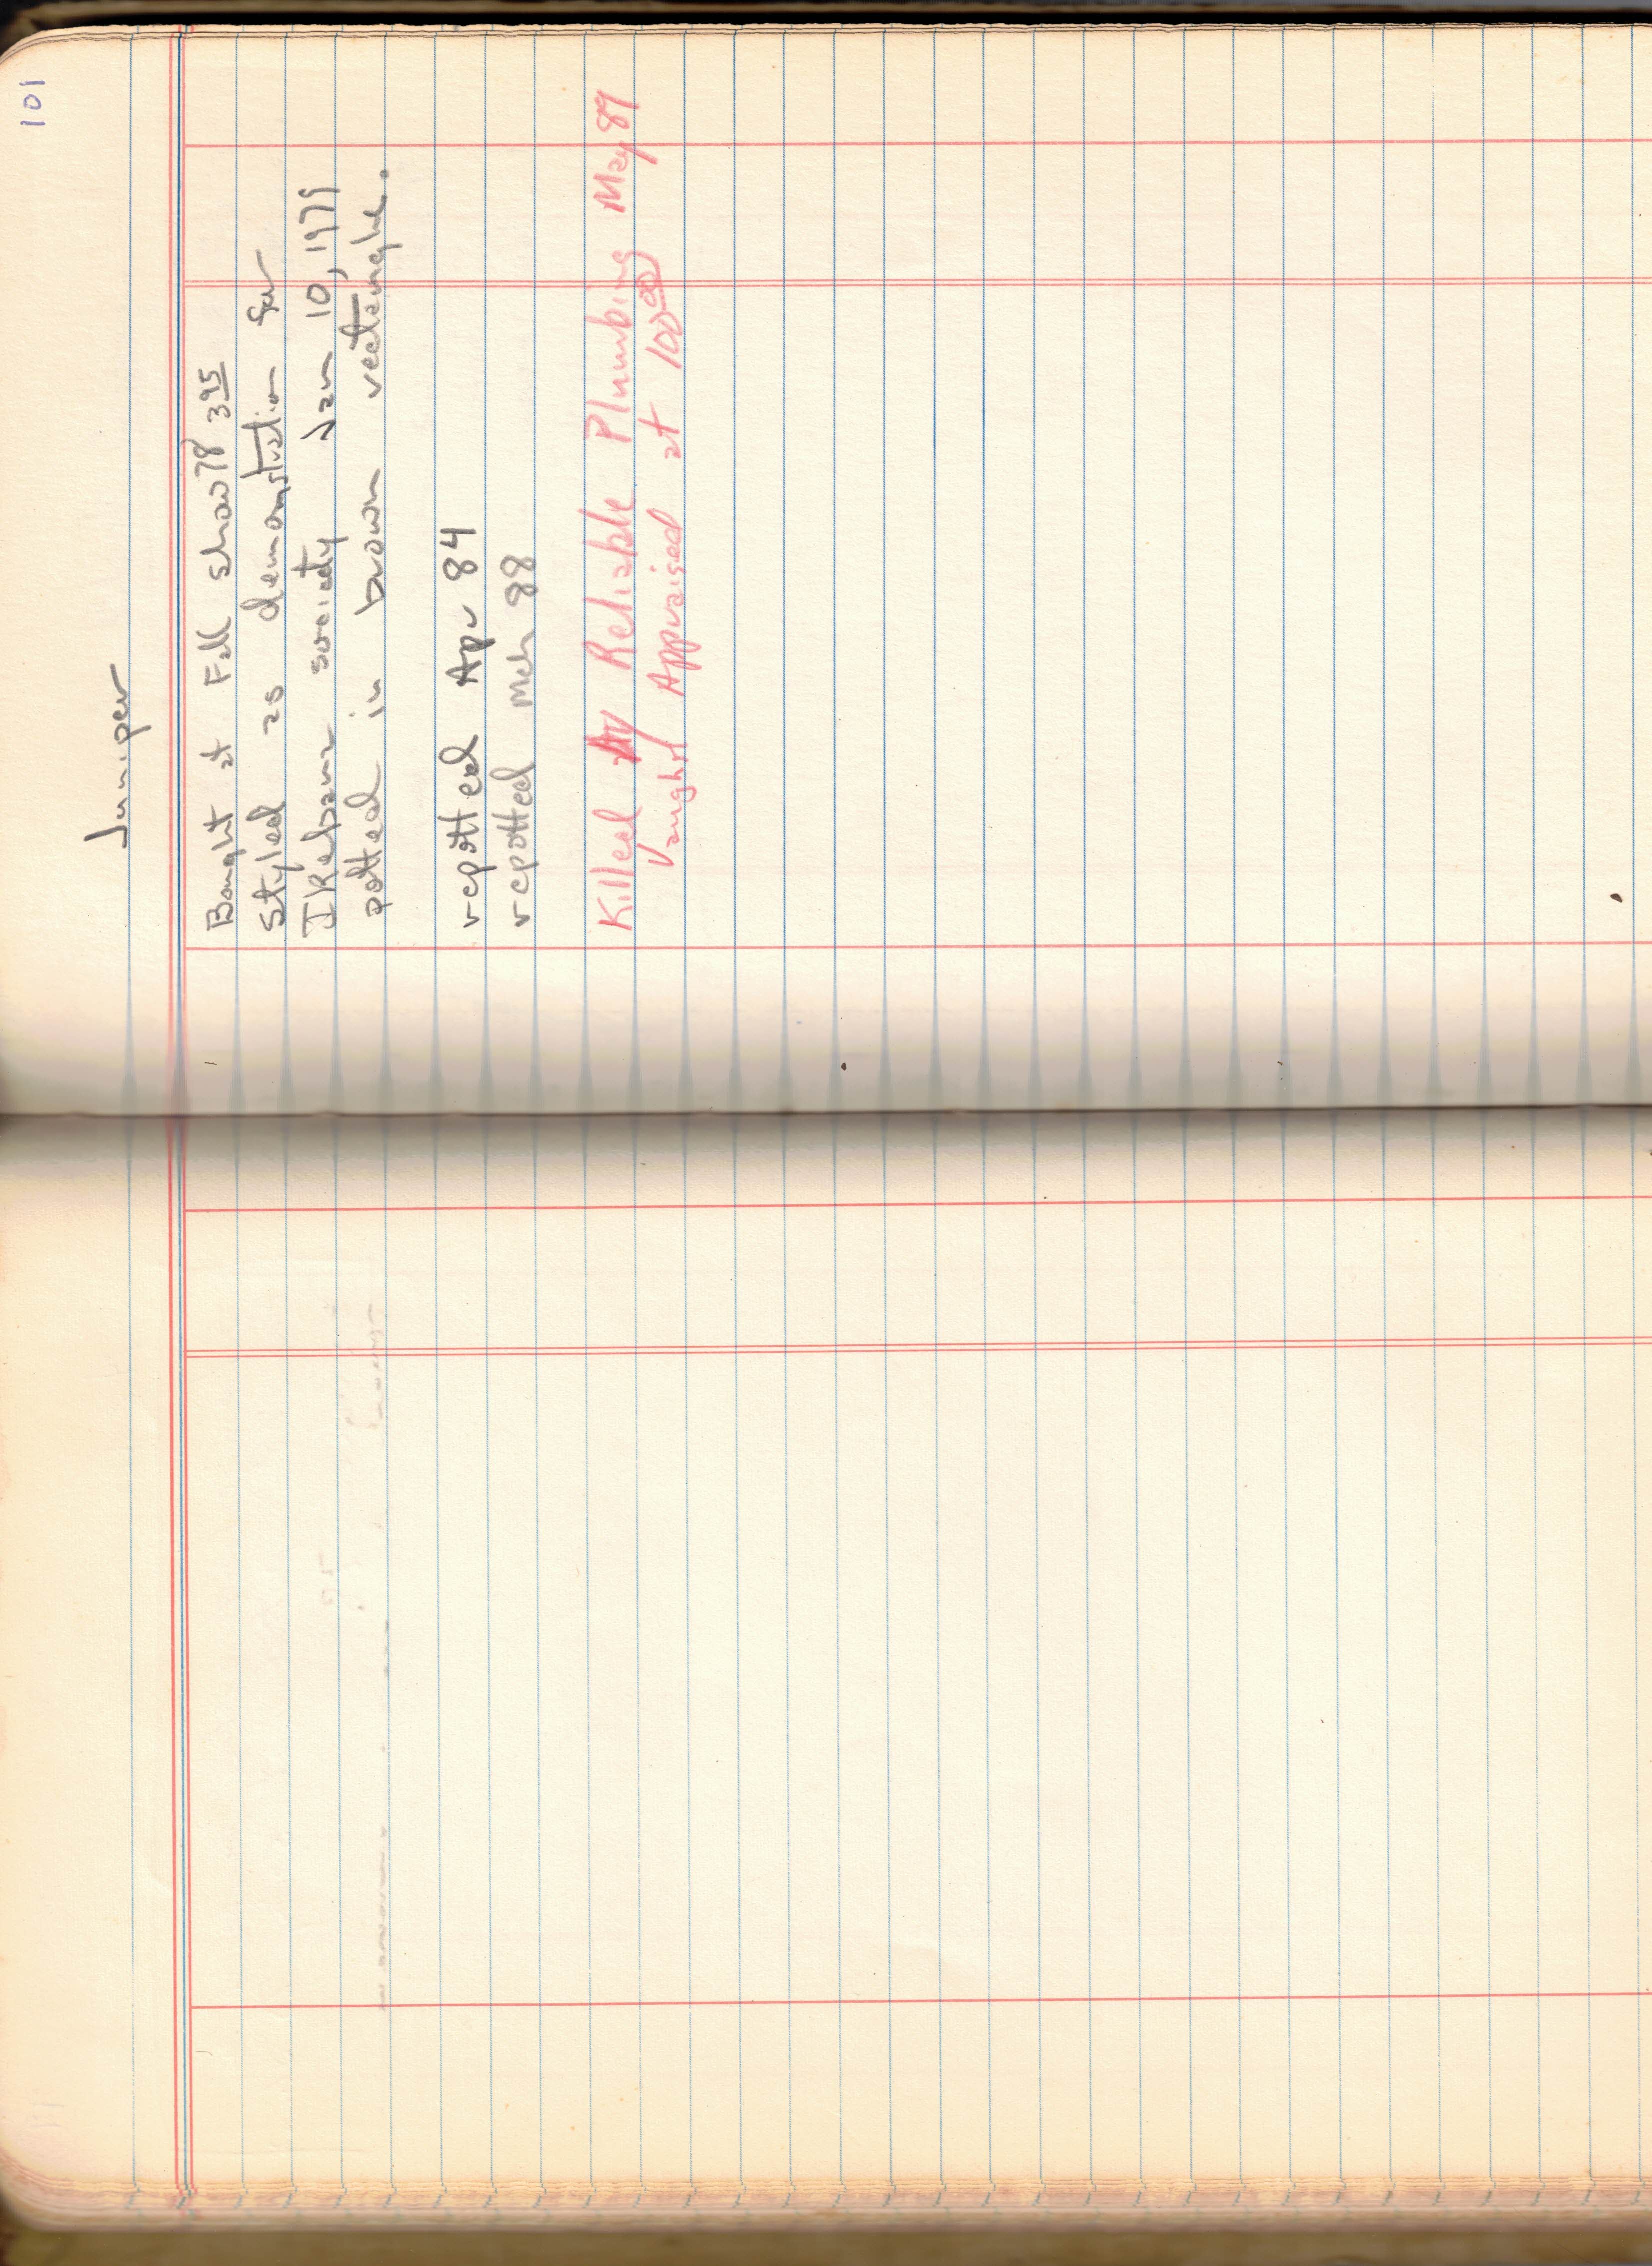 101
Juniper
Bought at Fall show 78 3 95
styled as demonstration for
Ikebana society Jan 10, 1979
potted in brown rectangle.
repotted Apr 84
repotted Mch 88
Killed by Reliable Plumbing May 89
Vaughn Appraised at 100 00